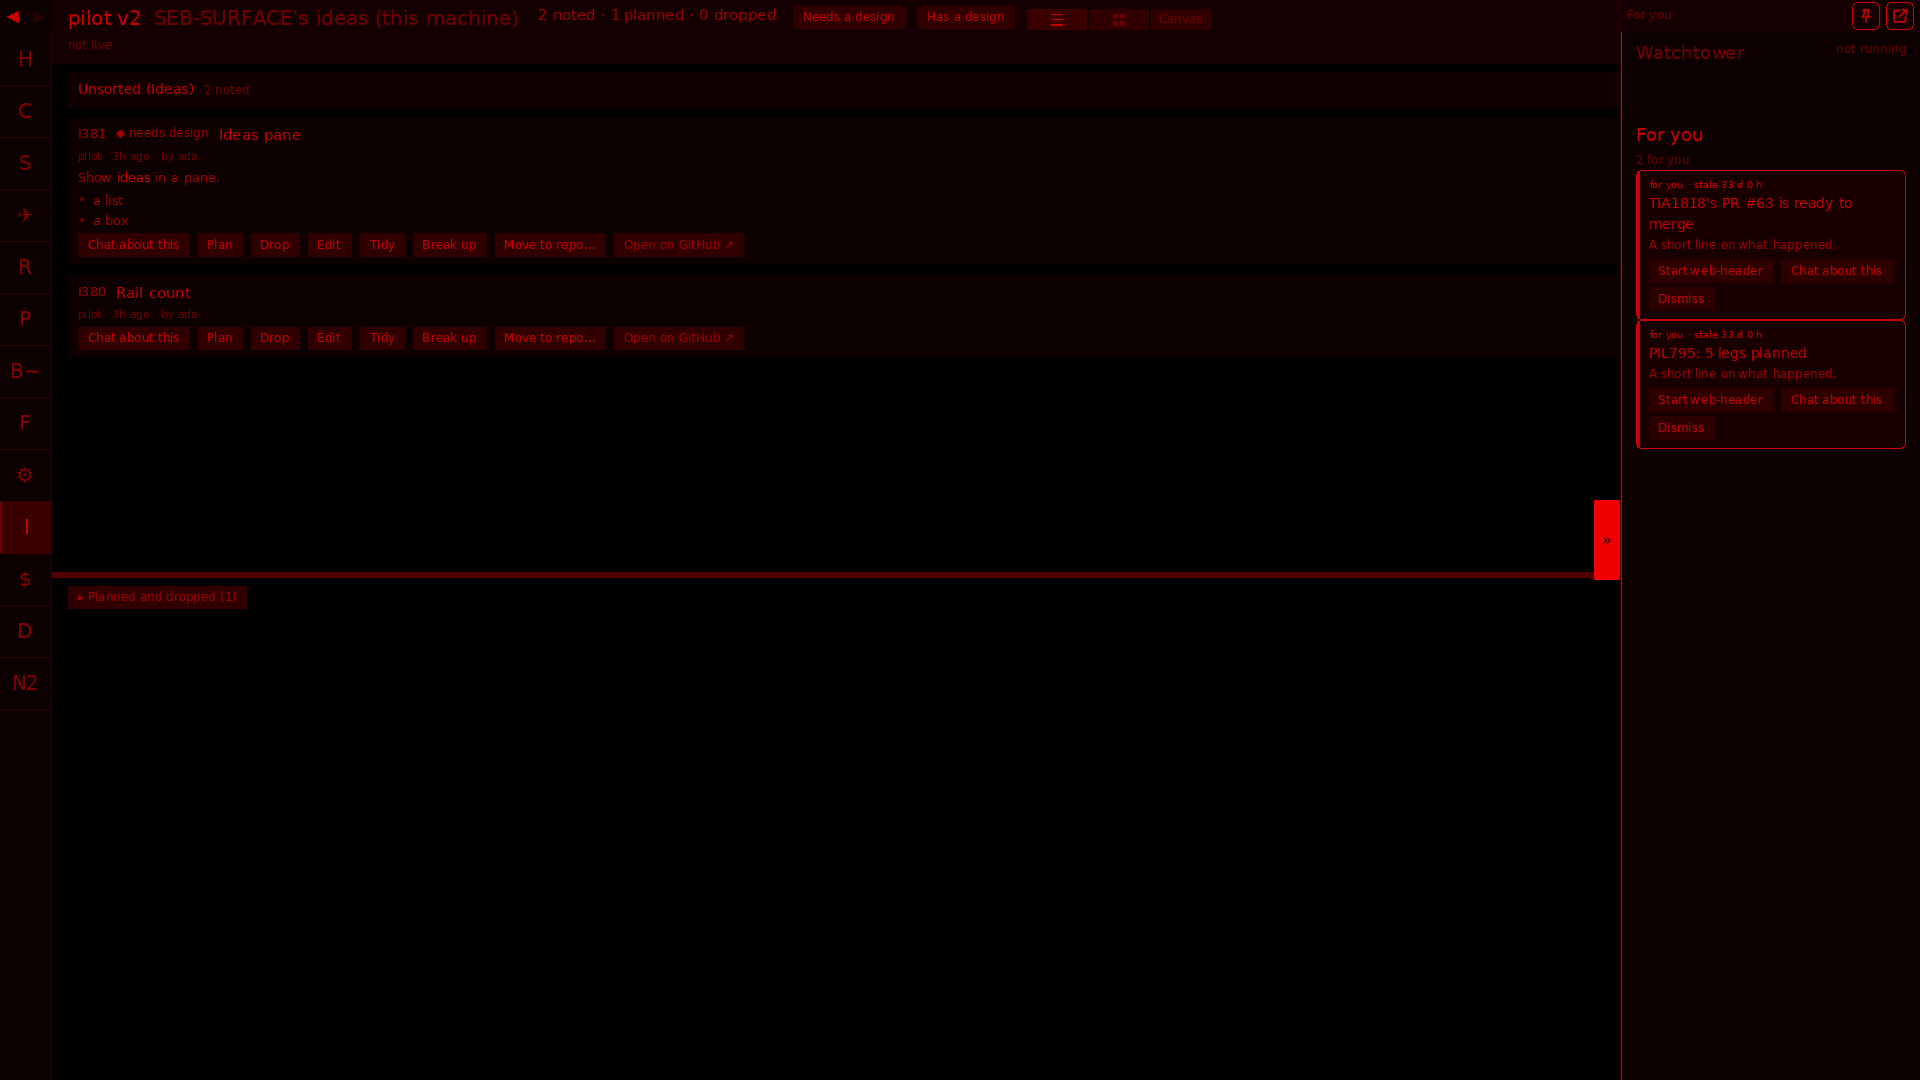 ◀ ▶
pilot v2 SEB-SURFACE's ideas (this machine) 2 noted · 1 planned · 0 dropped Needs a design Has a design ☰ Canvas
not live
H
C
S
✈
R
P
B~
F
⚙
I
$
D
N2
Unsorted (Ideas) 2 noted
I381 ◆ needs design Ideas pane
pilot · 3h ago · by ada
Show ideas in a pane.
• a list
• a box
Chat about this Plan Drop Edit Tidy Break up Move to repo... Open on GitHub ↗
I380 Rail count
pilot · 3h ago · by ada
Chat about this Plan Drop Edit Tidy Break up Move to repo... Open on GitHub ↗
»
▸ Planned and dropped (1)
For you
Watchtower not running
For you
2 for you
for you · stale 33 d 0 h
TIA1818's PR #63 is ready to
merge
A short line on what happened.
Start web-header Chat about this
Dismiss
for you · stale 33 d 0 h
PIL795: 5 legs planned
A short line on what happened.
Start web-header Chat about this
Dismiss